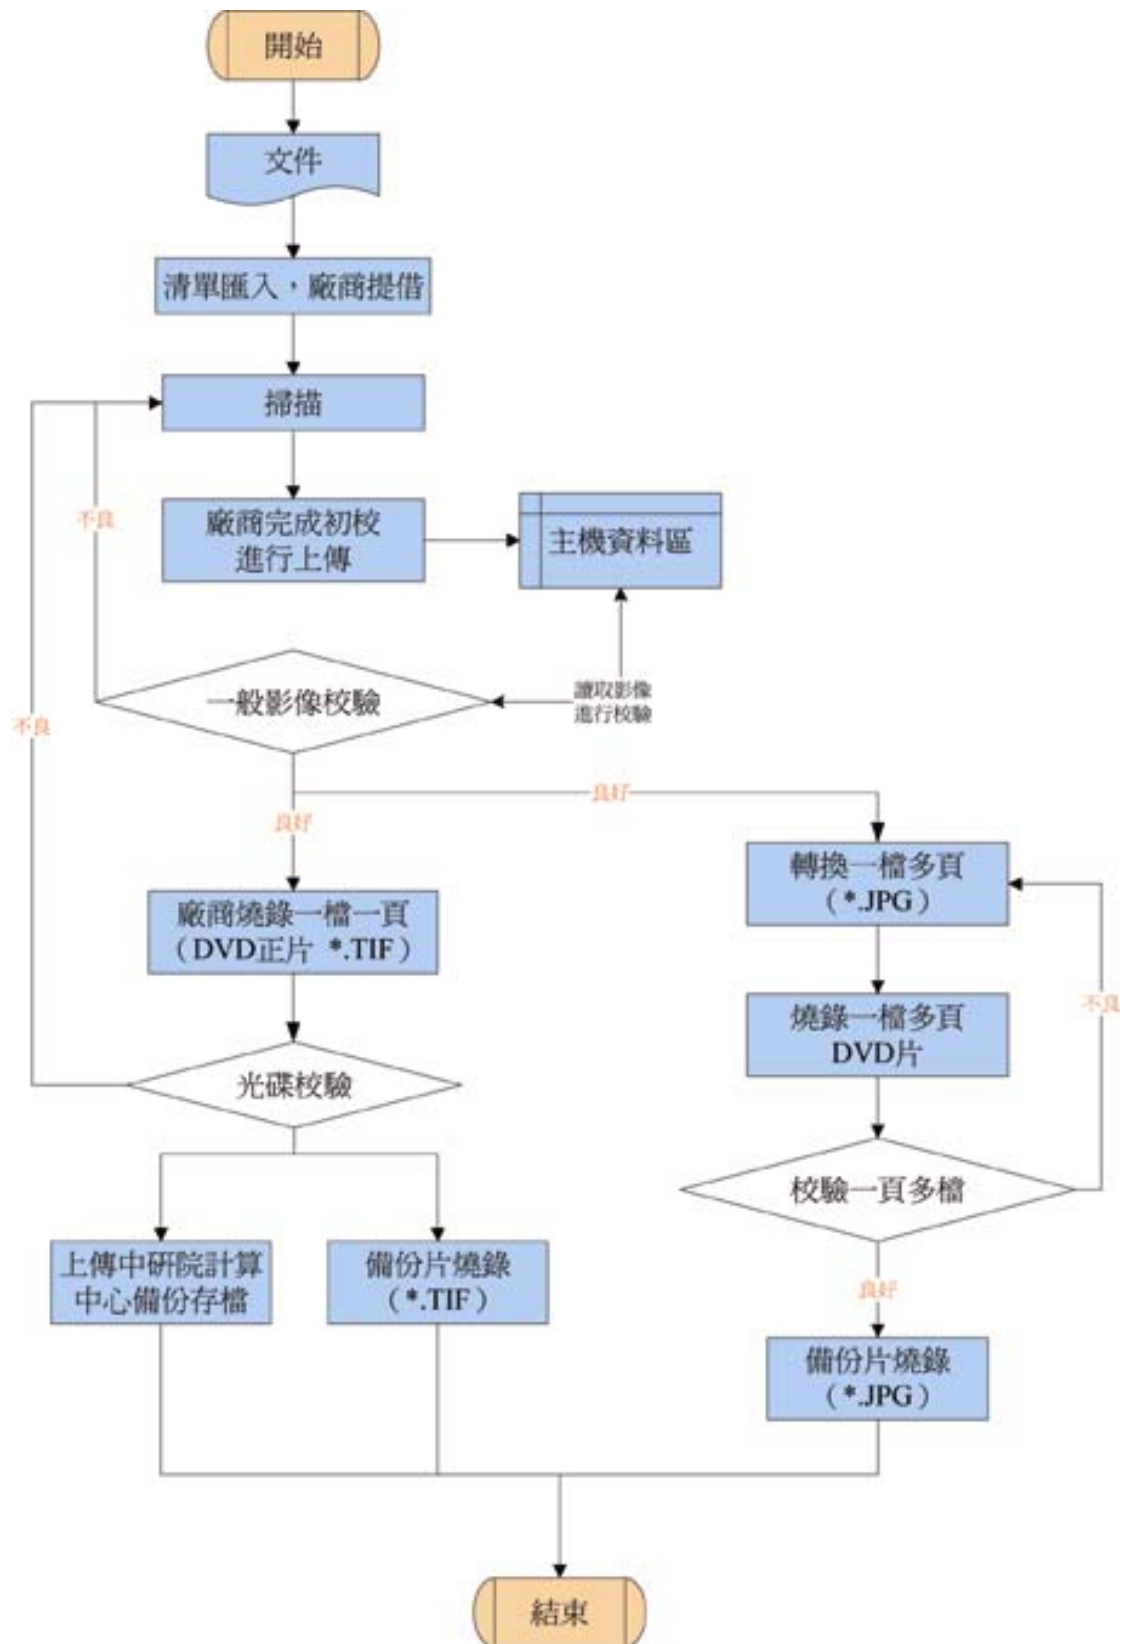 開始
文件
清單匯入，廠商提借
掃描
不良
廠商完成初校
進行上傳
主機資料區
一般影像校驗
讀取影像
進行校驗
不良
良好
良好
轉換一檔多頁
（*.JPG）
廠商燒錄一檔一頁
（DVD正片 *.TIF）
燒錄一檔多頁
DVD片
不良
光碟校驗
校驗一頁多檔
上傳中研院計算
中心備份存檔
備份片燒錄
（*.TIF）
良好
備份片燒錄
（*.JPG）
結束